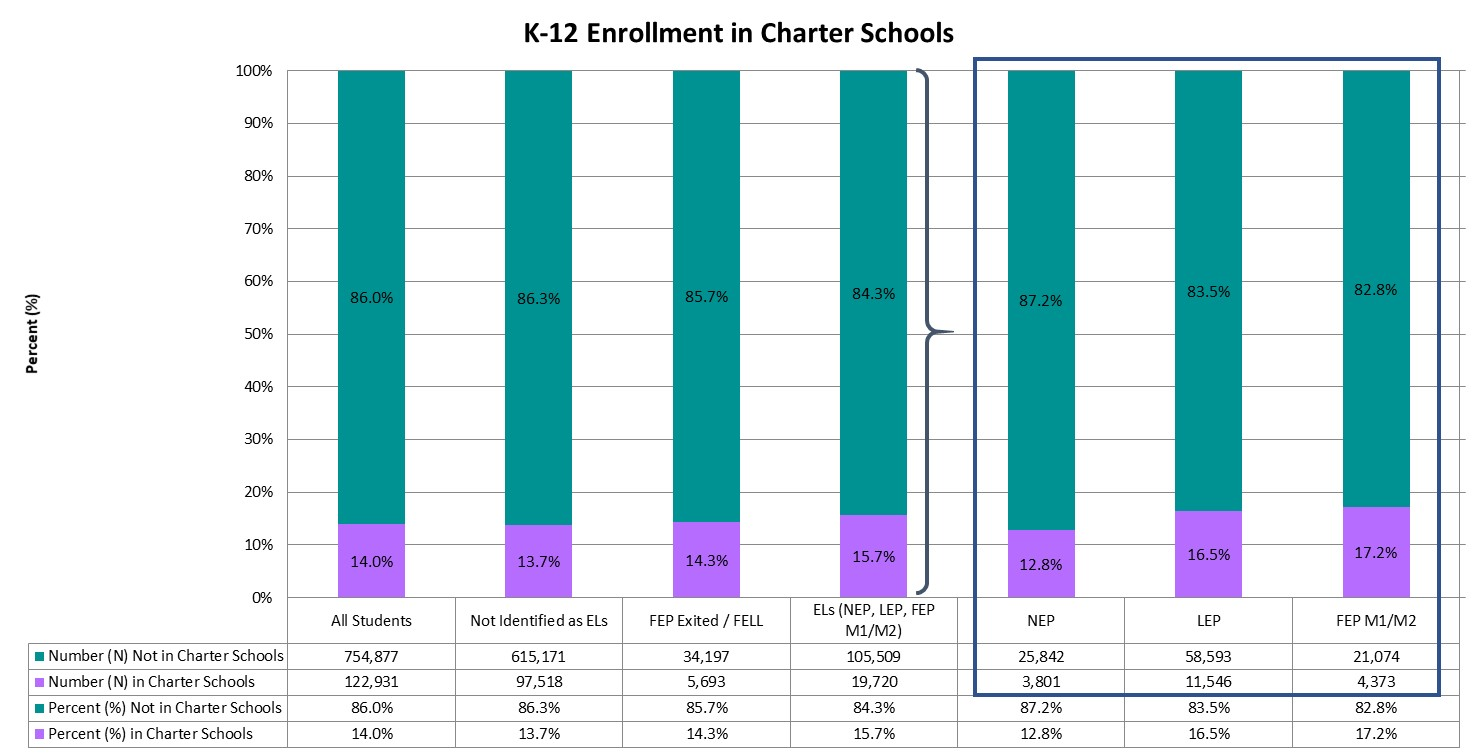 K-12 Enrollment in Charter Schools
Percent (%)
100%
90%
80%
70%
60%
50%
40%
30%
20%
10%
0%
86.0% 86.3% 85.7% 84.3% 87.2% 83.5% 82.8%
14.0% 13.7% 14.3% 15.7% 12.8% 16.5% 17.2%
All Students Not Identified as ELs FEP Exited / FELL ELs (NEP, LEP, FEP M1/M2) NEP LEP FEP M1/M2
Number (N) Not in Charter Schools 754,877 615,171 34,197 105,509 25,842 58,593 21,074
Number (N) in Charter Schools 122,931 97,518 5,693 19,720 3,801 11,546 4,373
Percent (%) Not in Charter Schools 86.0% 86.3% 85.7% 84.3% 87.2% 83.5% 82.8%
Percent (%) in Charter Schools 14.0% 13.7% 14.3% 15.7% 12.8% 16.5% 17.2%